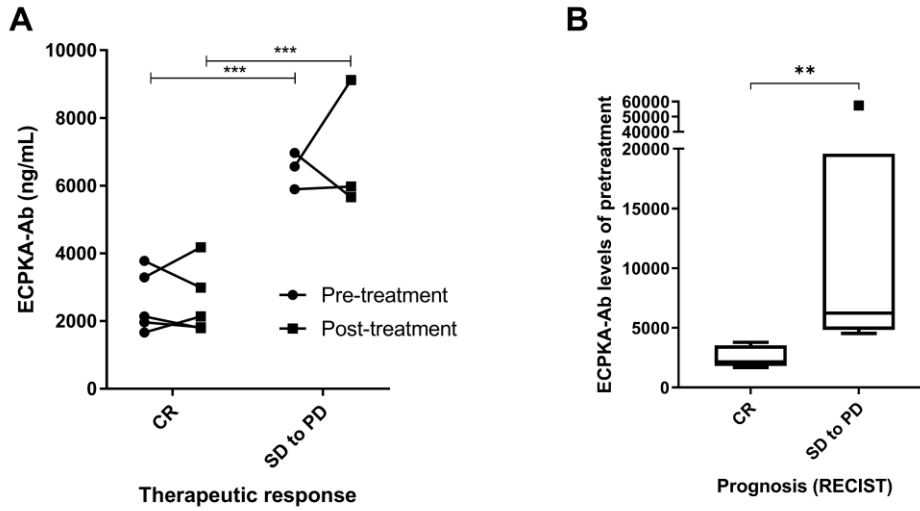 A
ECPKA-Ab (ng/mL)
10000
8000
6000
4000
2000
0
***
***
Pre-treatment
Post-treatment
CR
SD to PD
Therapeutic response
B
ECPKA-Ab levels of pretreatment
60000
50000
40000
20000
15000
10000
5000
0
**
CR
SD to PD
Prognosis (RECIST)